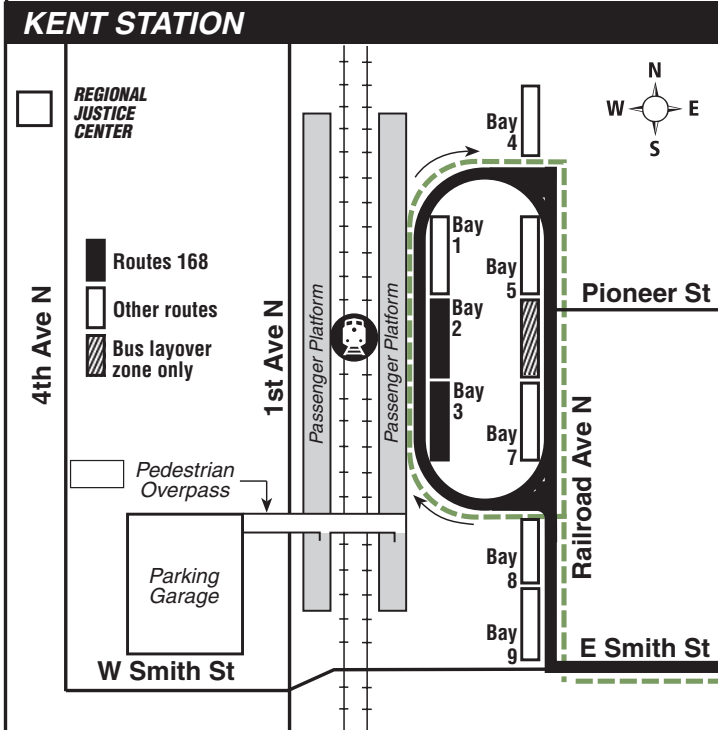 KENT STATION
REGIONAL
JUSTICE
CENTER
N
W
E
S
Bay
4
Bay
1
Bay
5
Routes 168
Other routes
Bus layover
zone only
Bay
2
Bay
3
Bay
7
Pioneer St
4th Ave N
1st Ave N
Passenger Platform
Passenger Platform
Railroad Ave N
Pedestrian
Overpass
Parking
Garage
Bay
8
Bay
9
W Smith St
E Smith St